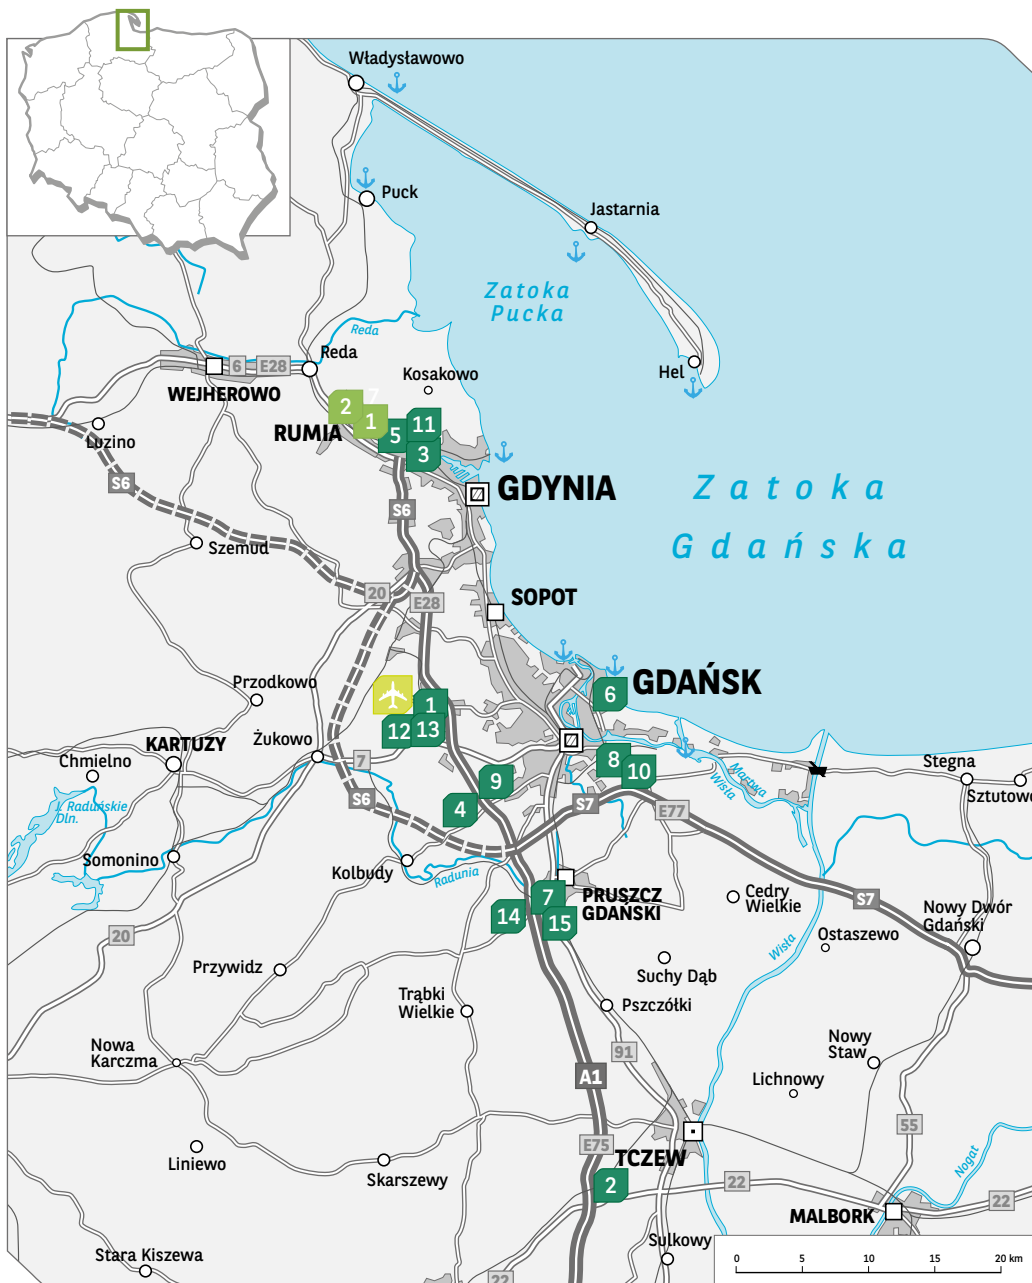 Władysławowo
Puck
Jastarnia
Zatoka
Pucka
Reda
Reda
6
E28
Hel
WEJHEROWO
Kosakowo
7
2
1
RUMIA
5
11
3
Luzino
S6
GDYNIA
Zatoka
Gdańska
S6
Szemud
20
E28
SOPOT
Przodkowo
GDAŃSK
6
1
12
13
KARTUZY
Żukowo
Chmielno
7
8
10
Martwa
Wisła
Stegna
Sztutowo
9
4
S6
S7
E77
J. Raduńskie
Dln.
Somonino
Kolbudy
Radunia
PRUSZCZ
GDAŃSKI
7
14
15
Cedry
Wielkie
S7
Nowy Dwór
Gdański
20
Ostaszewo
Wisła
Przywidz
Suchy Dąb
Trąbki
Wielkie
Pszczółki
Nowa
Karczma
91
A1
Nowy
Staw
Lichnowy
55
E75
TCZEW
Liniewo
Skarszewy
2
22
Nogat
22
MALBORK
Sulkowy
Stara Kiszewa
22
0
5
10
15
20 km